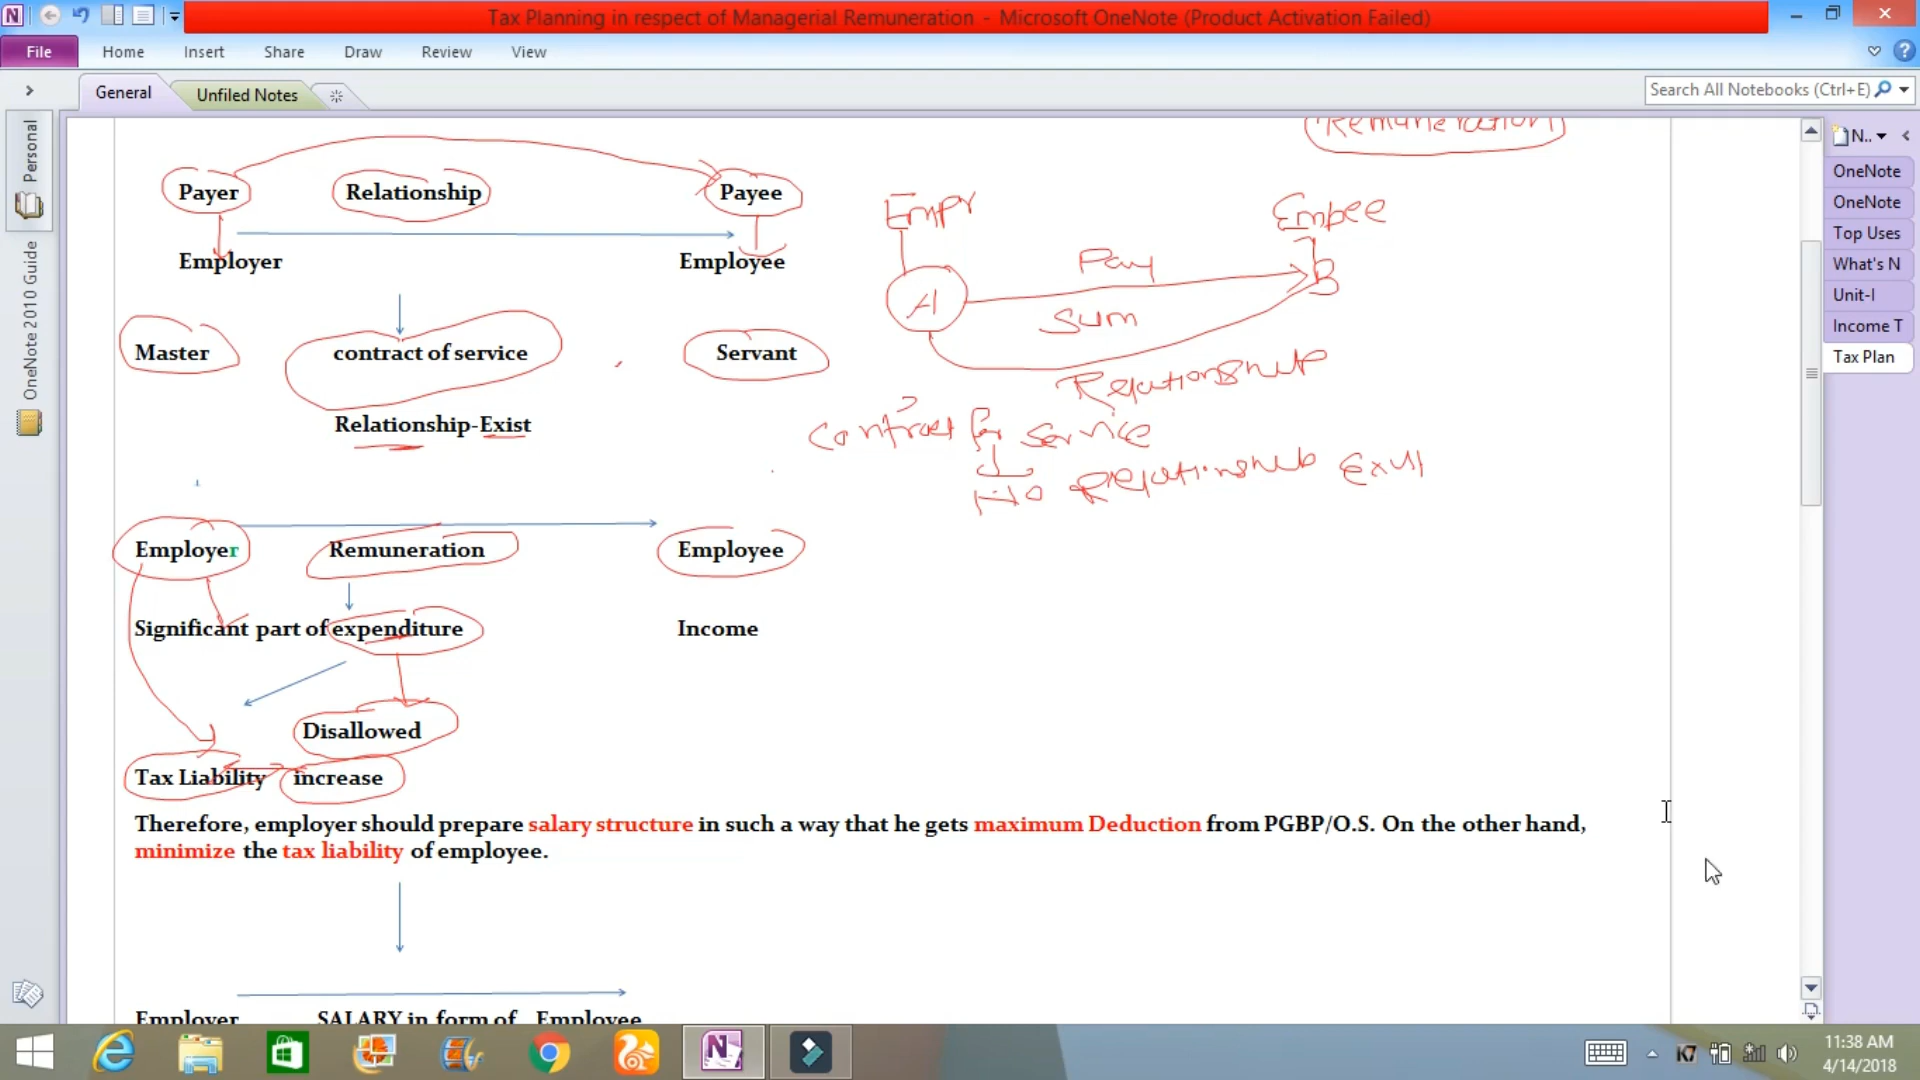 Tax Planning in respect of Managerial Remuneration - Microsoft OneNote (Product Activation Failed)
File Home Insert Share Draw Review View
General Unfiled Notes
Search All Notebooks (Ctrl+E)
Personal
OneNote 2010 Guide
N..
OneNote
OneNote
Top Uses
What's N
Unit-I
Income T
Tax Plan
Remuneration
Payer Relationship Payee
Employer Employee
Empr Empee
A Pay B
Sum
Relationship
Master contract of service Servant
Relationship-Exist
Contract for Service
No Relationship Exist
Employer Remuneration Employee
Significant part of expenditure Income
Disallowed
Tax Liability increase
Therefore, employer should prepare salary structure in such a way that he gets maximum Deduction from PGBP/O.S. On the other hand,
minimize the tax liability of employee.
Employer SALARY in form of Employee
K7
11:38 AM
4/14/2018